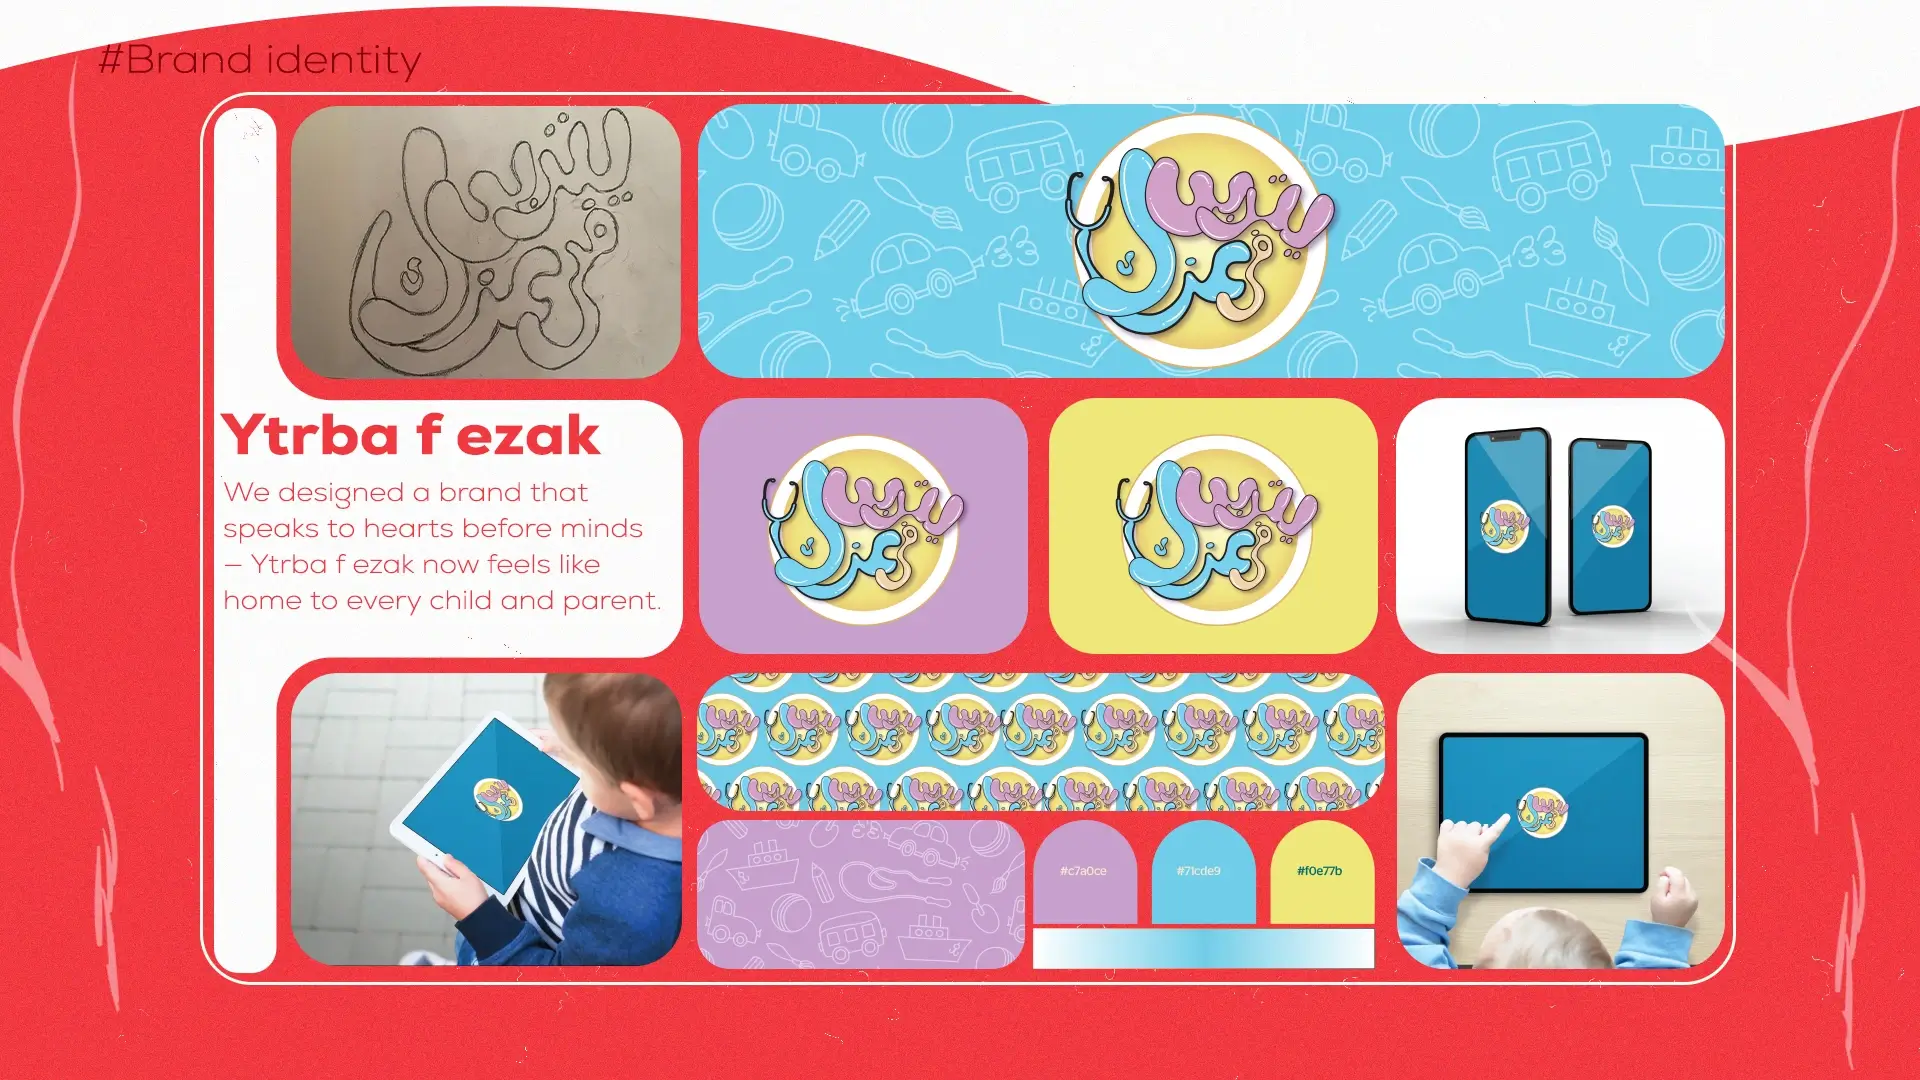 #Brand identity
يتربى
ف عزك
Ytrba f ezak
We designed a brand that
speaks to hearts before minds
– Ytrba f ezak now feels like
home to every child and parent.
#c7a0ce
#71cde9
#f0e77b